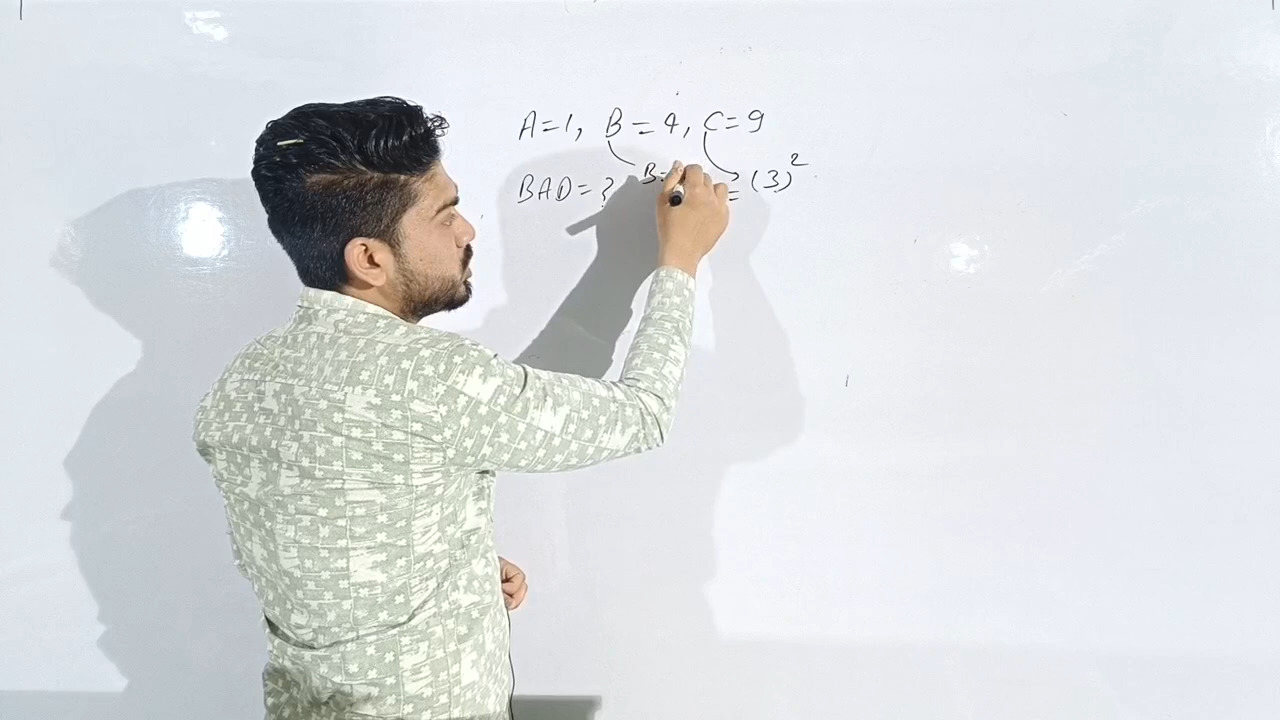 A=1, B=4, C=9
BAD=? B= = (3)²